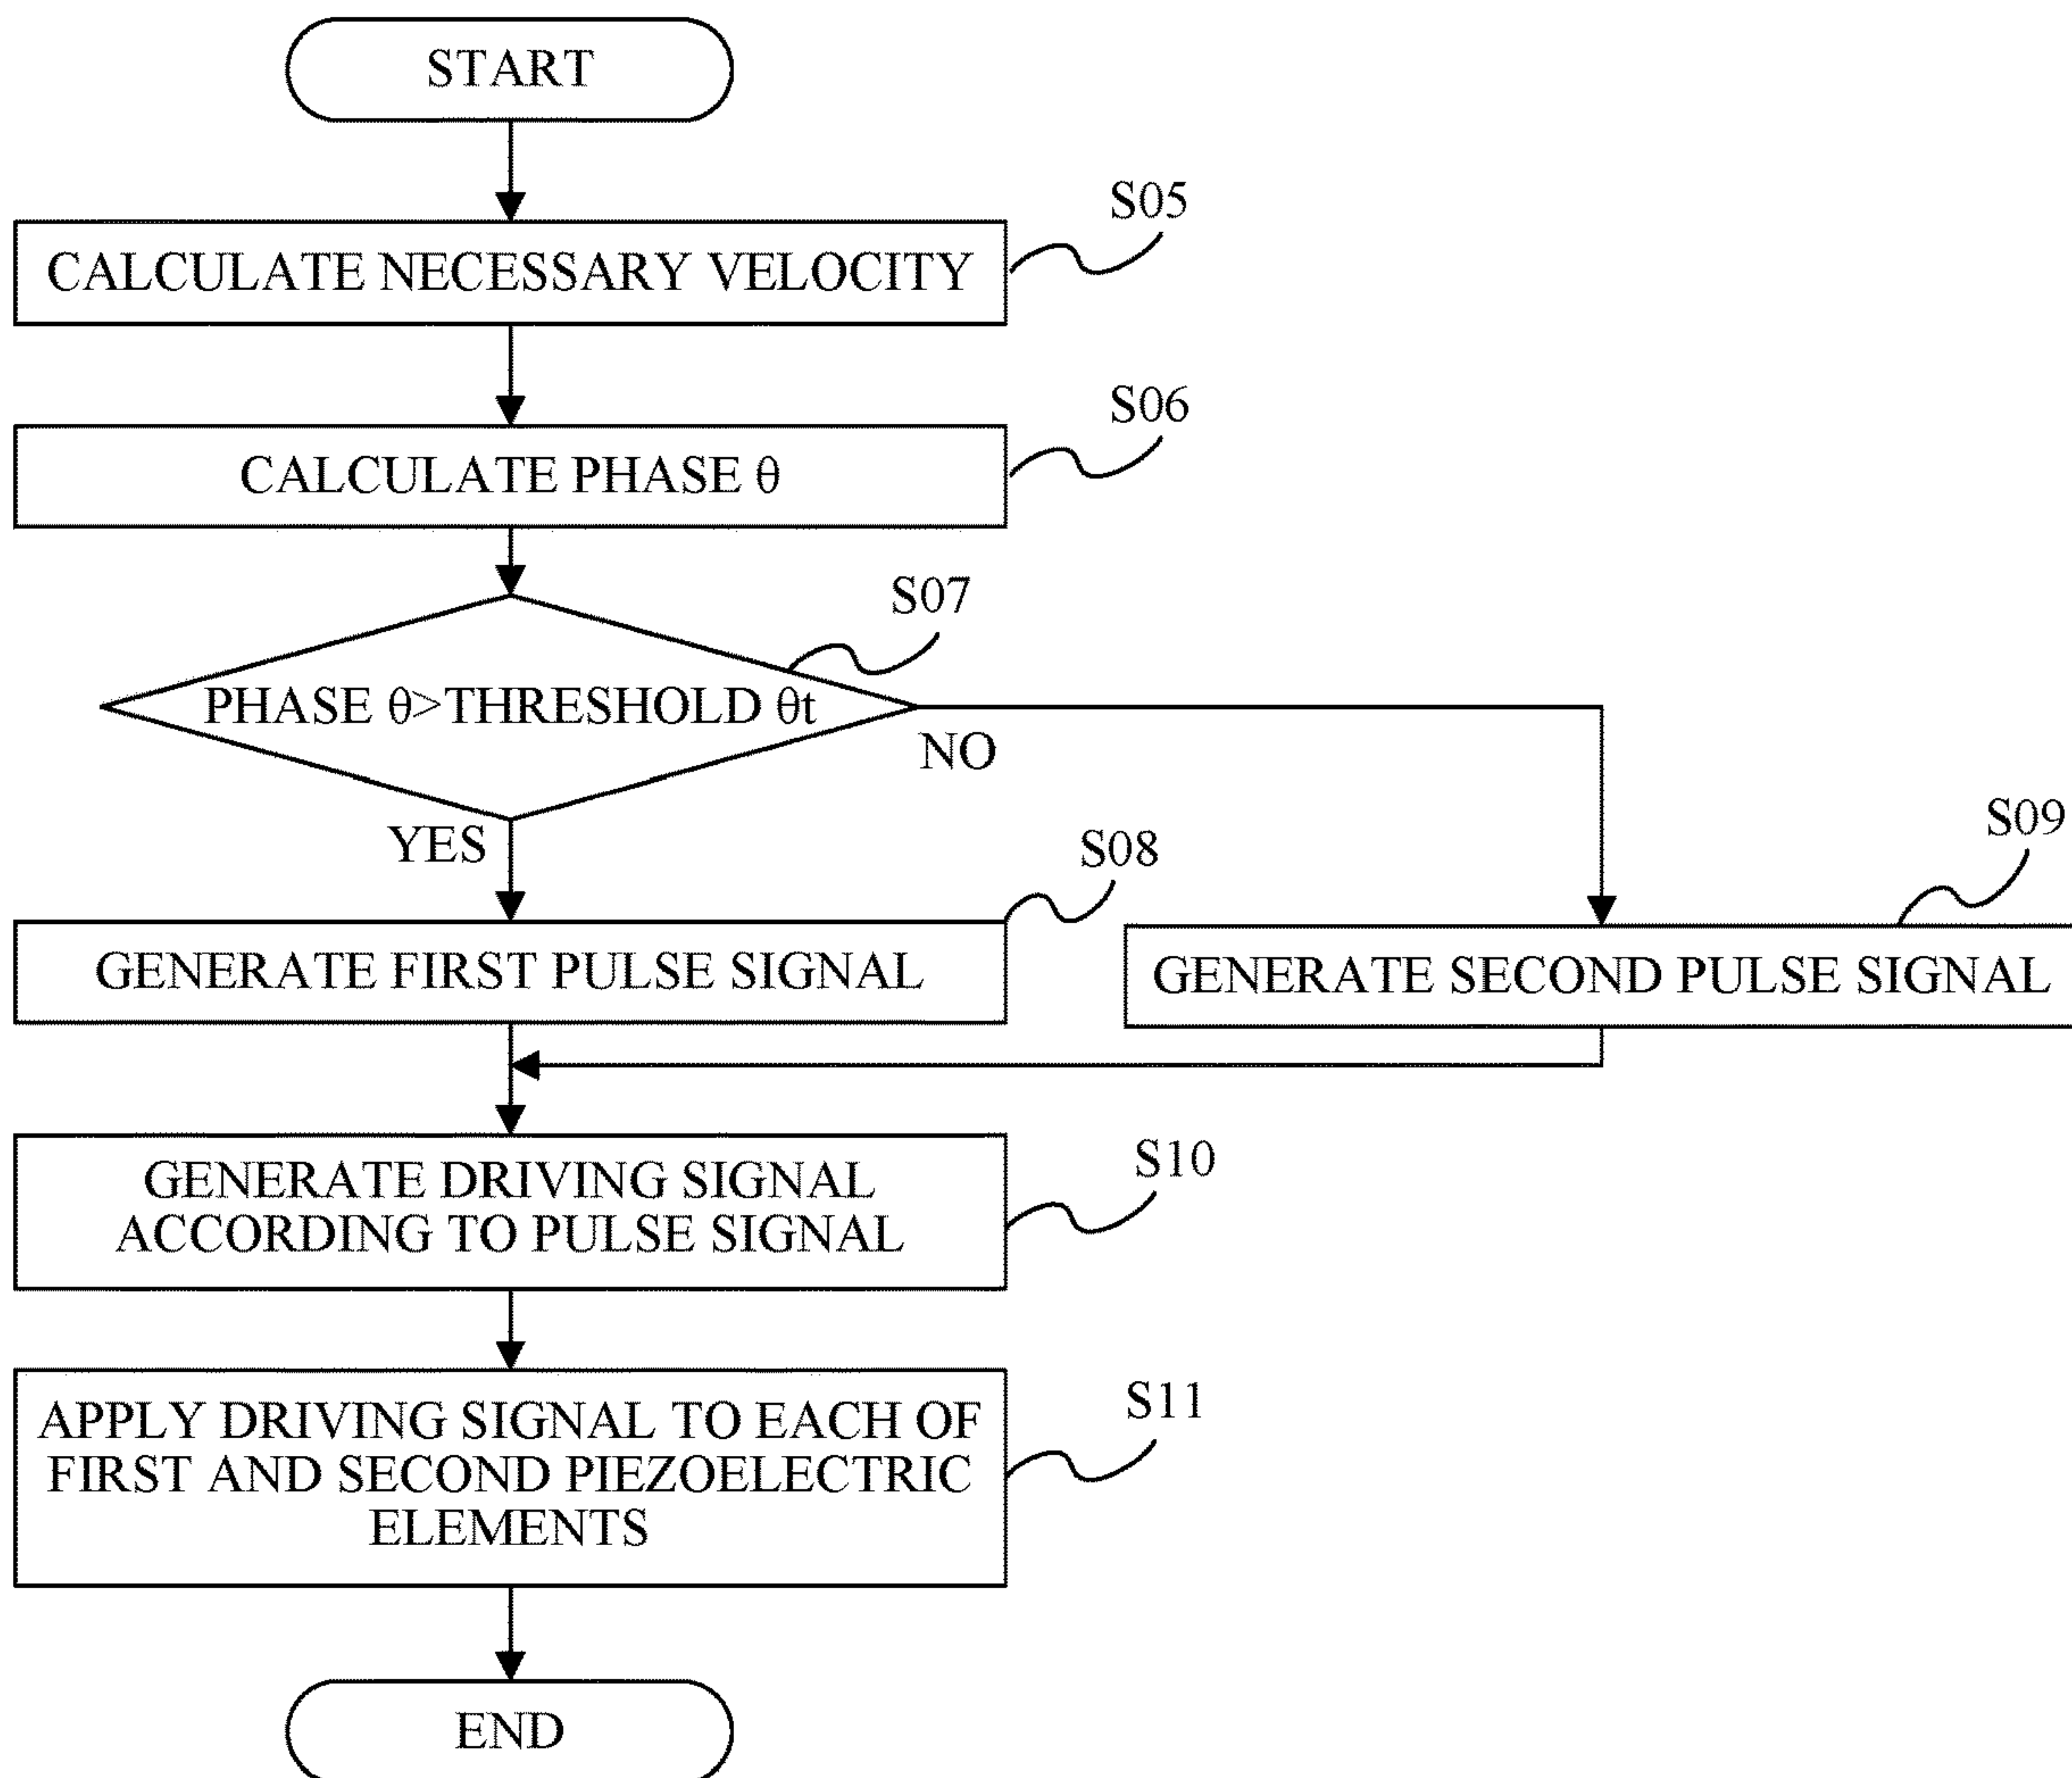 START
S05
CALCULATE NECESSARY VELOCITY
S06
CALCULATE PHASE θ
S07
PHASE θ>THRESHOLD θt
NO
YES
S08
S09
GENERATE FIRST PULSE SIGNAL
GENERATE SECOND PULSE SIGNAL
S10
GENERATE DRIVING SIGNAL
ACCORDING TO PULSE SIGNAL
S11
APPLY DRIVING SIGNAL TO EACH OF
FIRST AND SECOND PIEZOELECTRIC
ELEMENTS
END